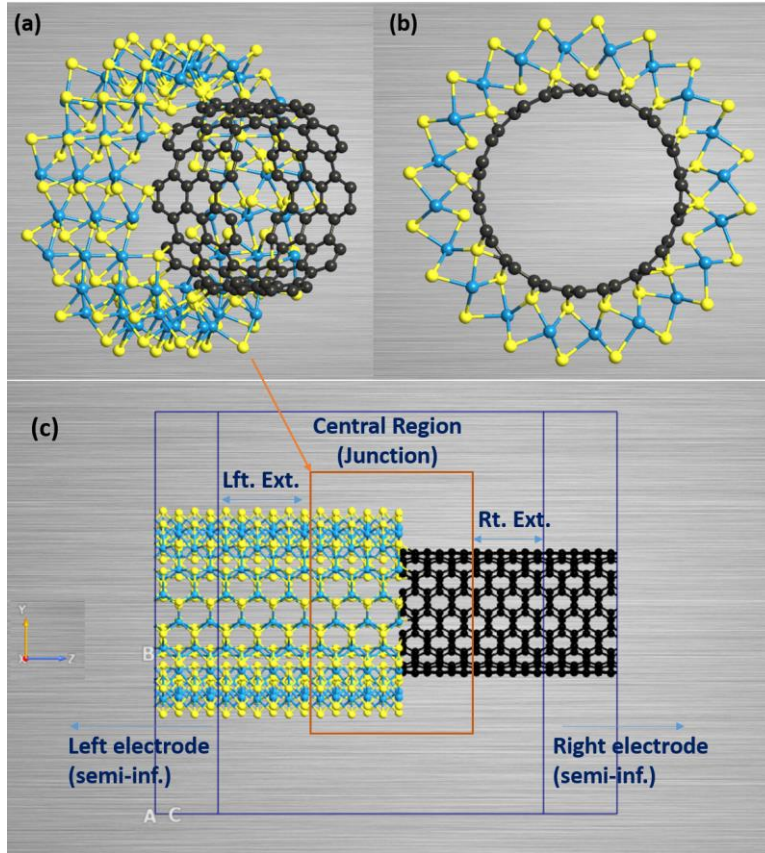 (a)
(b)
(c)
Central Region
(Junction)
Lft. Ext.
Rt. Ext.
Y
X
Z
B
Left electrode
(semi-inf.)
Right electrode
(semi-inf.)
A
C